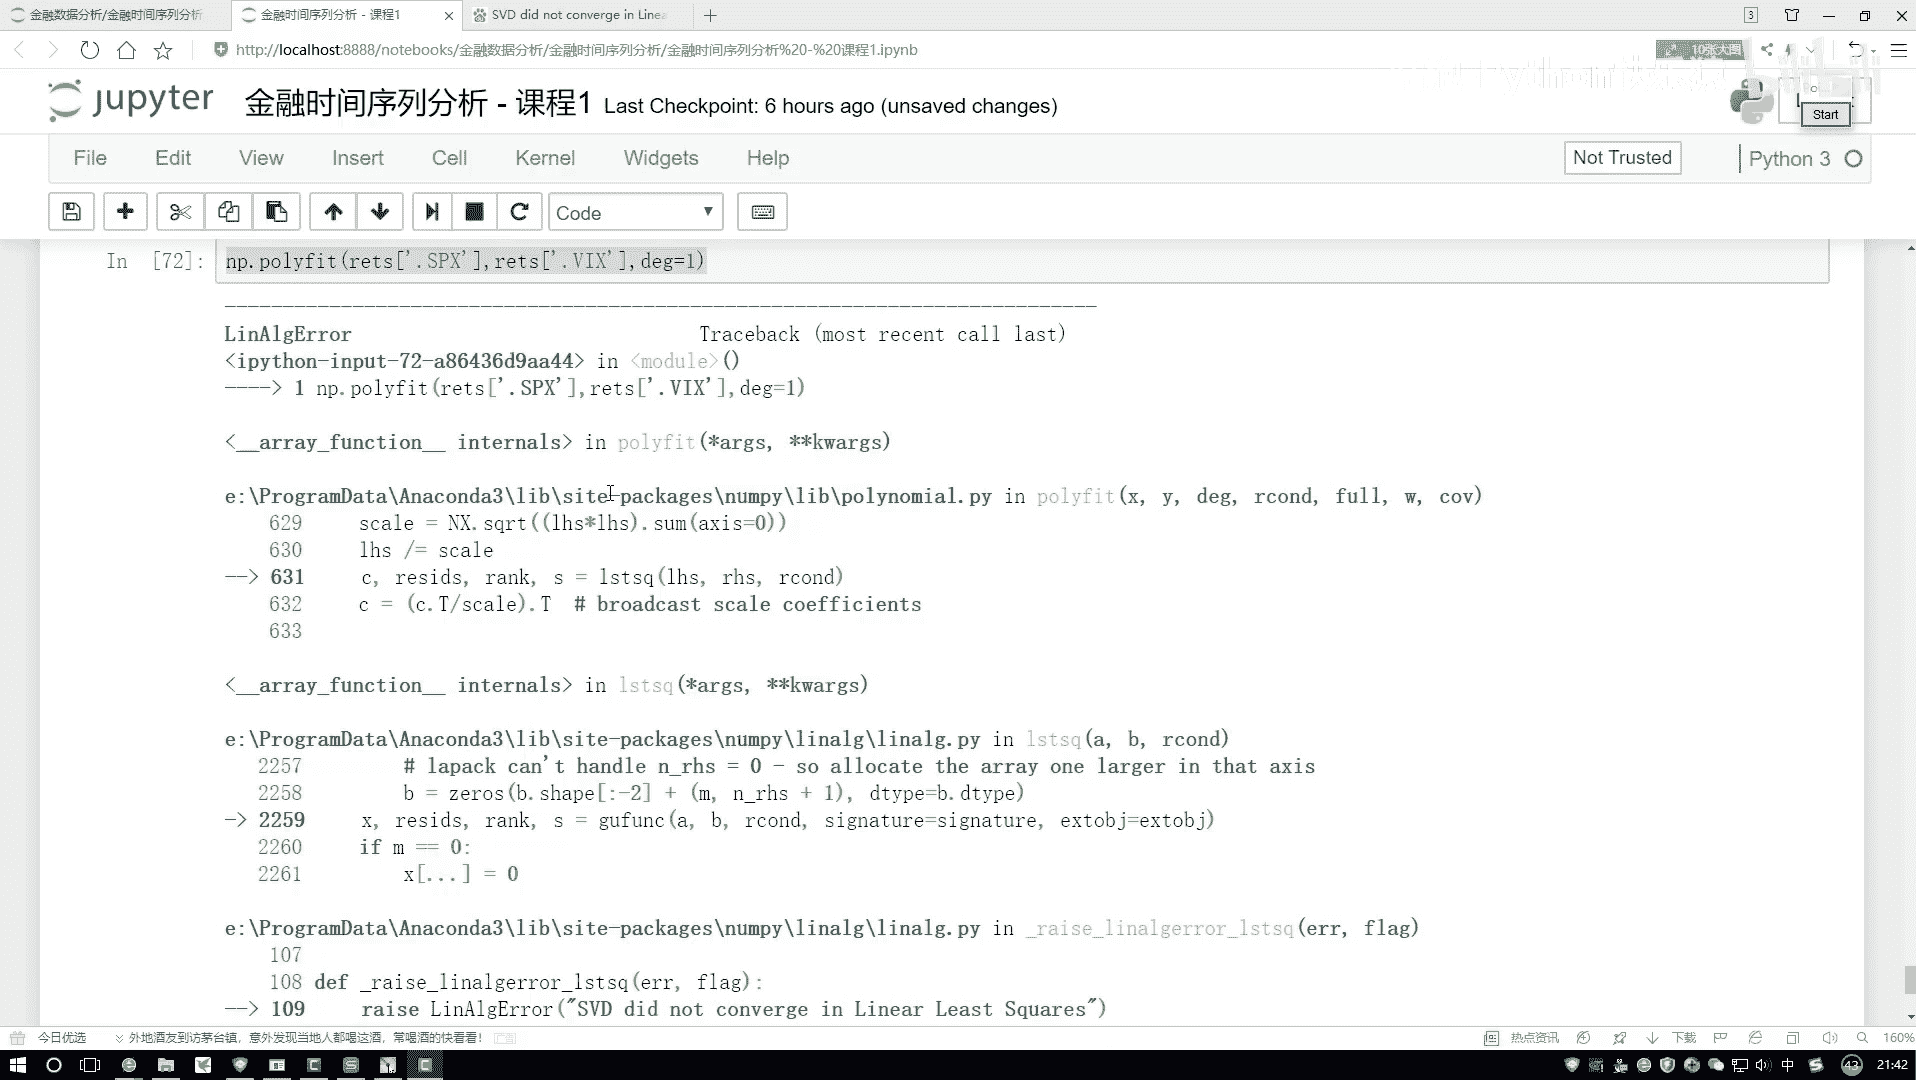 金融数据分析/金融时间序列分析
金融时间序列分析 - 课程1
SVD did not converge in Linea
3
http://localhost:8888/notebooks/金融数据分析/金融时间序列分析/金融时间序列分析%20-%20课程1.ipynb
10张大图
jupyter 金融时间序列分析 - 课程1 Last Checkpoint: 6 hours ago (unsaved changes)
Start
File Edit View Insert Cell Kernel Widgets Help
Not Trusted
Python 3
Code
In [72]: np.polyfit(rets['.SPX'],rets['.VIX'],deg=1)
---------------------------------------------------------------------------
LinAlgError Traceback (most recent call last)
<ipython-input-72-a86436d9aa44> in <module>()
----> 1 np.polyfit(rets['.SPX'],rets['.VIX'],deg=1)
<__array_function__ internals> in polyfit(*args, **kwargs)
e:\ProgramData\Anaconda3\lib\site-packages\numpy\lib\polynomial.py in polyfit(x, y, deg, rcond, full, w, cov)
629 scale = NX.sqrt((lhs*lhs).sum(axis=0))
630 lhs /= scale
--> 631 c, resids, rank, s = lstsq(lhs, rhs, rcond)
632 c = (c.T/scale).T # broadcast scale coefficients
633
<__array_function__ internals> in lstsq(*args, **kwargs)
e:\ProgramData\Anaconda3\lib\site-packages\numpy\linalg\linalg.py in lstsq(a, b, rcond)
2257 # lapack can't handle n_rhs = 0 - so allocate the array one larger in that axis
2258 b = zeros(b.shape[:-2] + (m, n_rhs + 1), dtype=b.dtype)
-> 2259 x, resids, rank, s = gufunc(a, b, rcond, signature=signature, extobj=extobj)
2260 if m == 0:
2261 x[...] = 0
e:\ProgramData\Anaconda3\lib\site-packages\numpy\linalg\linalg.py in _raise_linalgerror_lstsq(err, flag)
107
108 def _raise_linalgerror_lstsq(err, flag):
--> 109 raise LinAlgError("SVD did not converge in Linear Least Squares")
今日优选
外地酒友到访茅台镇，意外发现当地人都喝这酒，常喝酒的快看看！
热点资讯
下载
160%
中
43
21:42